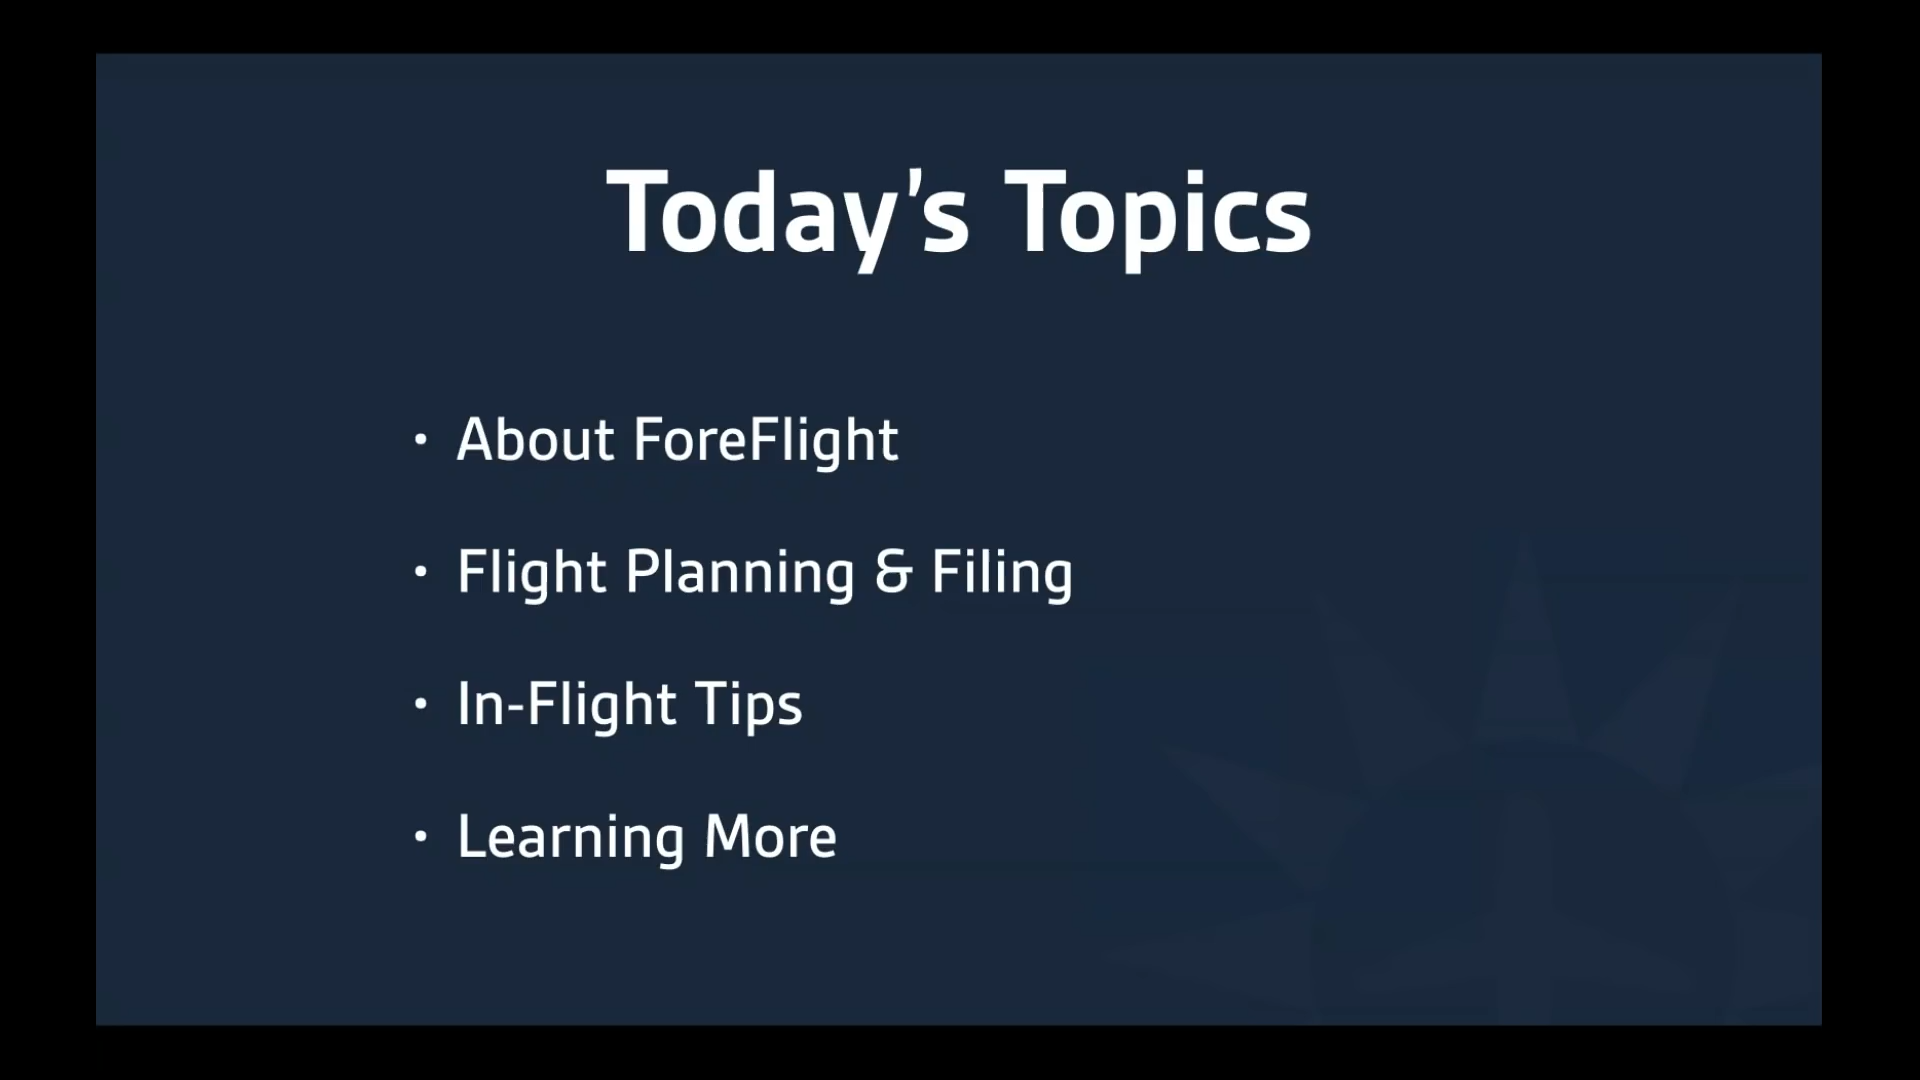 Today’s Topics
• About ForeFlight
• Flight Planning & Filing
• In-Flight Tips
• Learning More